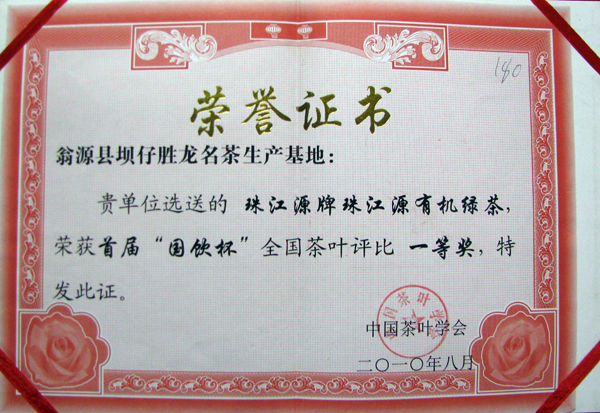 180
荣誉证书
翁源县坝仔胜龙名茶生产基地：
贵单位选送的 珠江源牌珠江源有机绿茶，
荣获首届“国饮杯”全国茶叶评比 一等奖，特
发此证。
中国茶叶学会
二〇一〇年八月